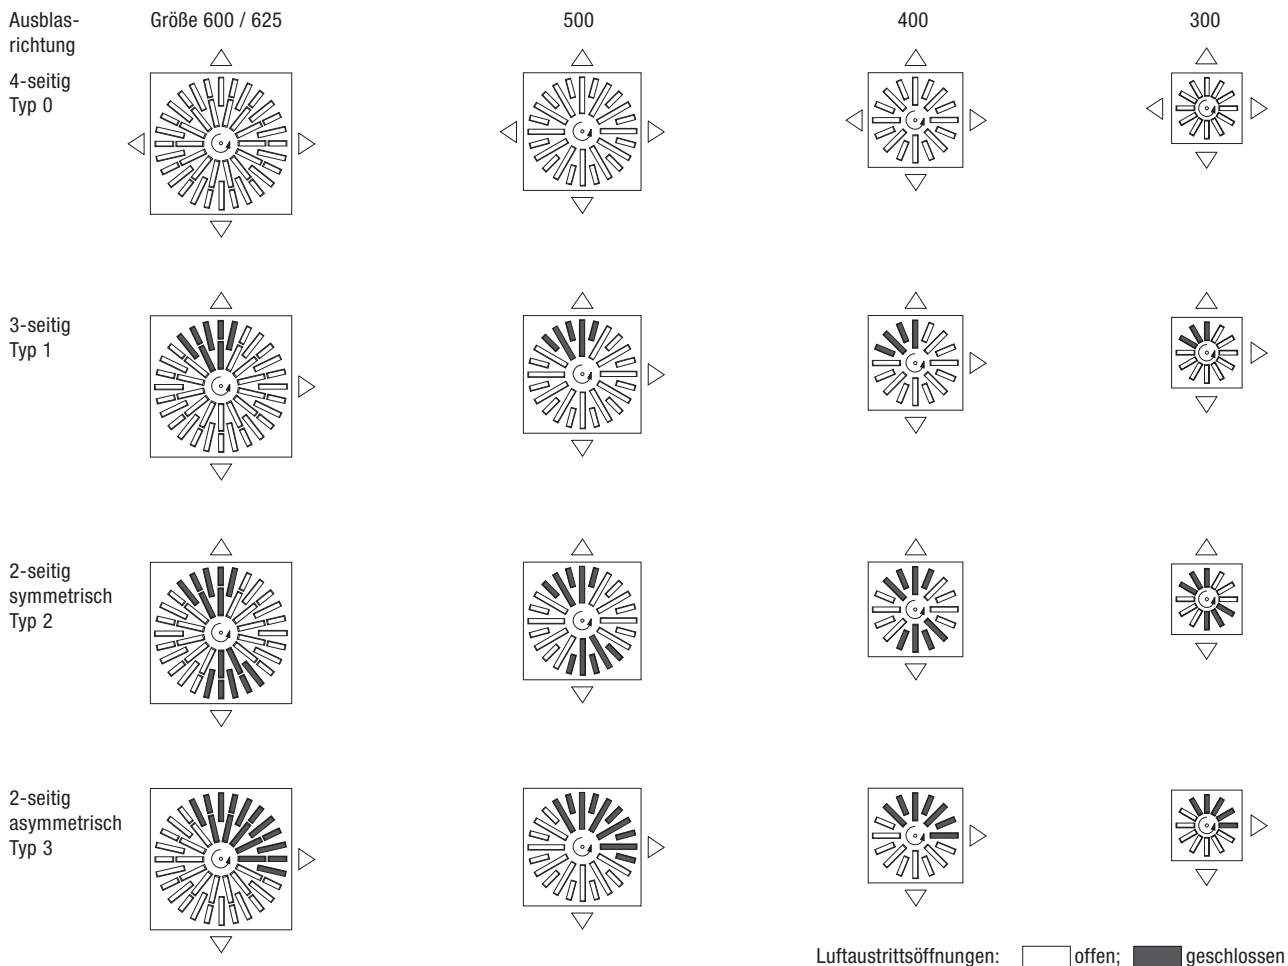 Ausblas-
richtung
Größe 600 / 625
500
400
300
4-seitig
Typ 0
3-seitig
Typ 1
2-seitig
symmetrisch
Typ 2
2-seitig
asymmetrisch
Typ 3
Luftaustrittsöffnungen: offen; geschlossen